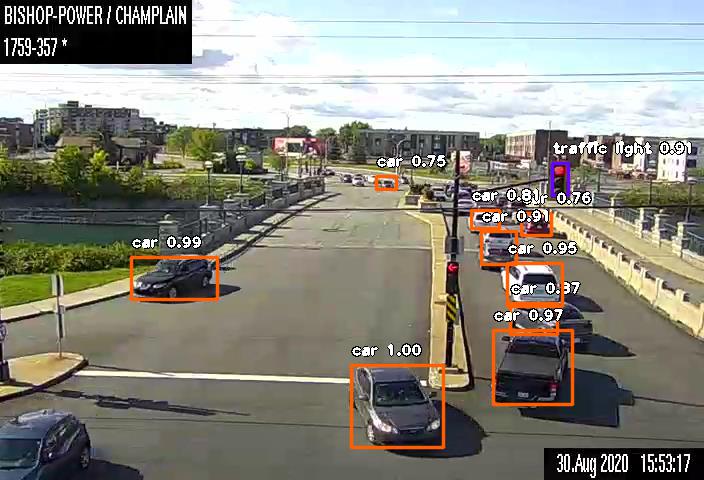 BISHOP-POWER / CHAMPLAIN
1759-357 *
traffic light 0.91
car 0.75
car 0.81
car 0.76
car 0.91
car 0.99
car 0.95
car 0.87
car 0.97
car 1.00
30.Aug 2020 15:53:17